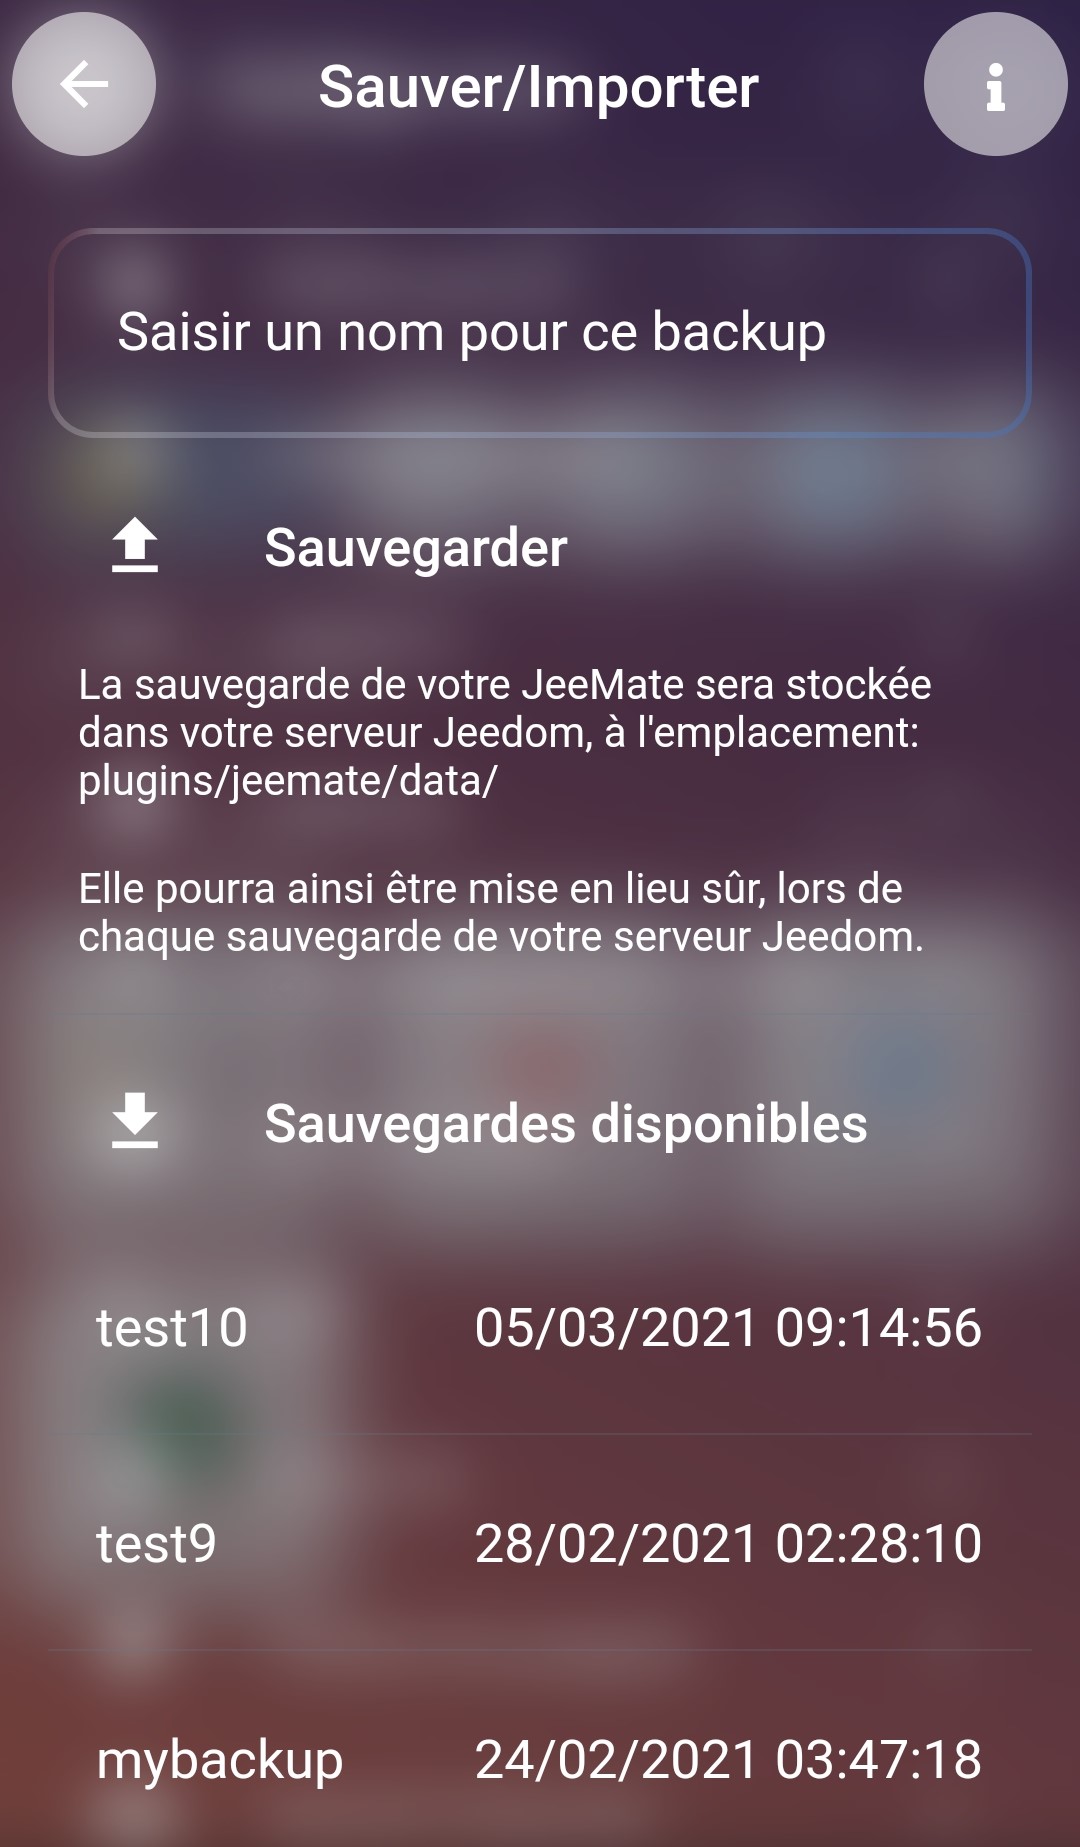 Sauver/Importer
Saisir un nom pour ce backup
Sauvegarder
La sauvegarde de votre JeeMate sera stockée
dans votre serveur Jeedom, à l'emplacement:
plugins/jeemate/data/
Elle pourra ainsi être mise en lieu sûr, lors de
chaque sauvegarde de votre serveur Jeedom.
Sauvegardes disponibles
test10 05/03/2021 09:14:56
test9 28/02/2021 02:28:10
mybackup 24/02/2021 03:47:18